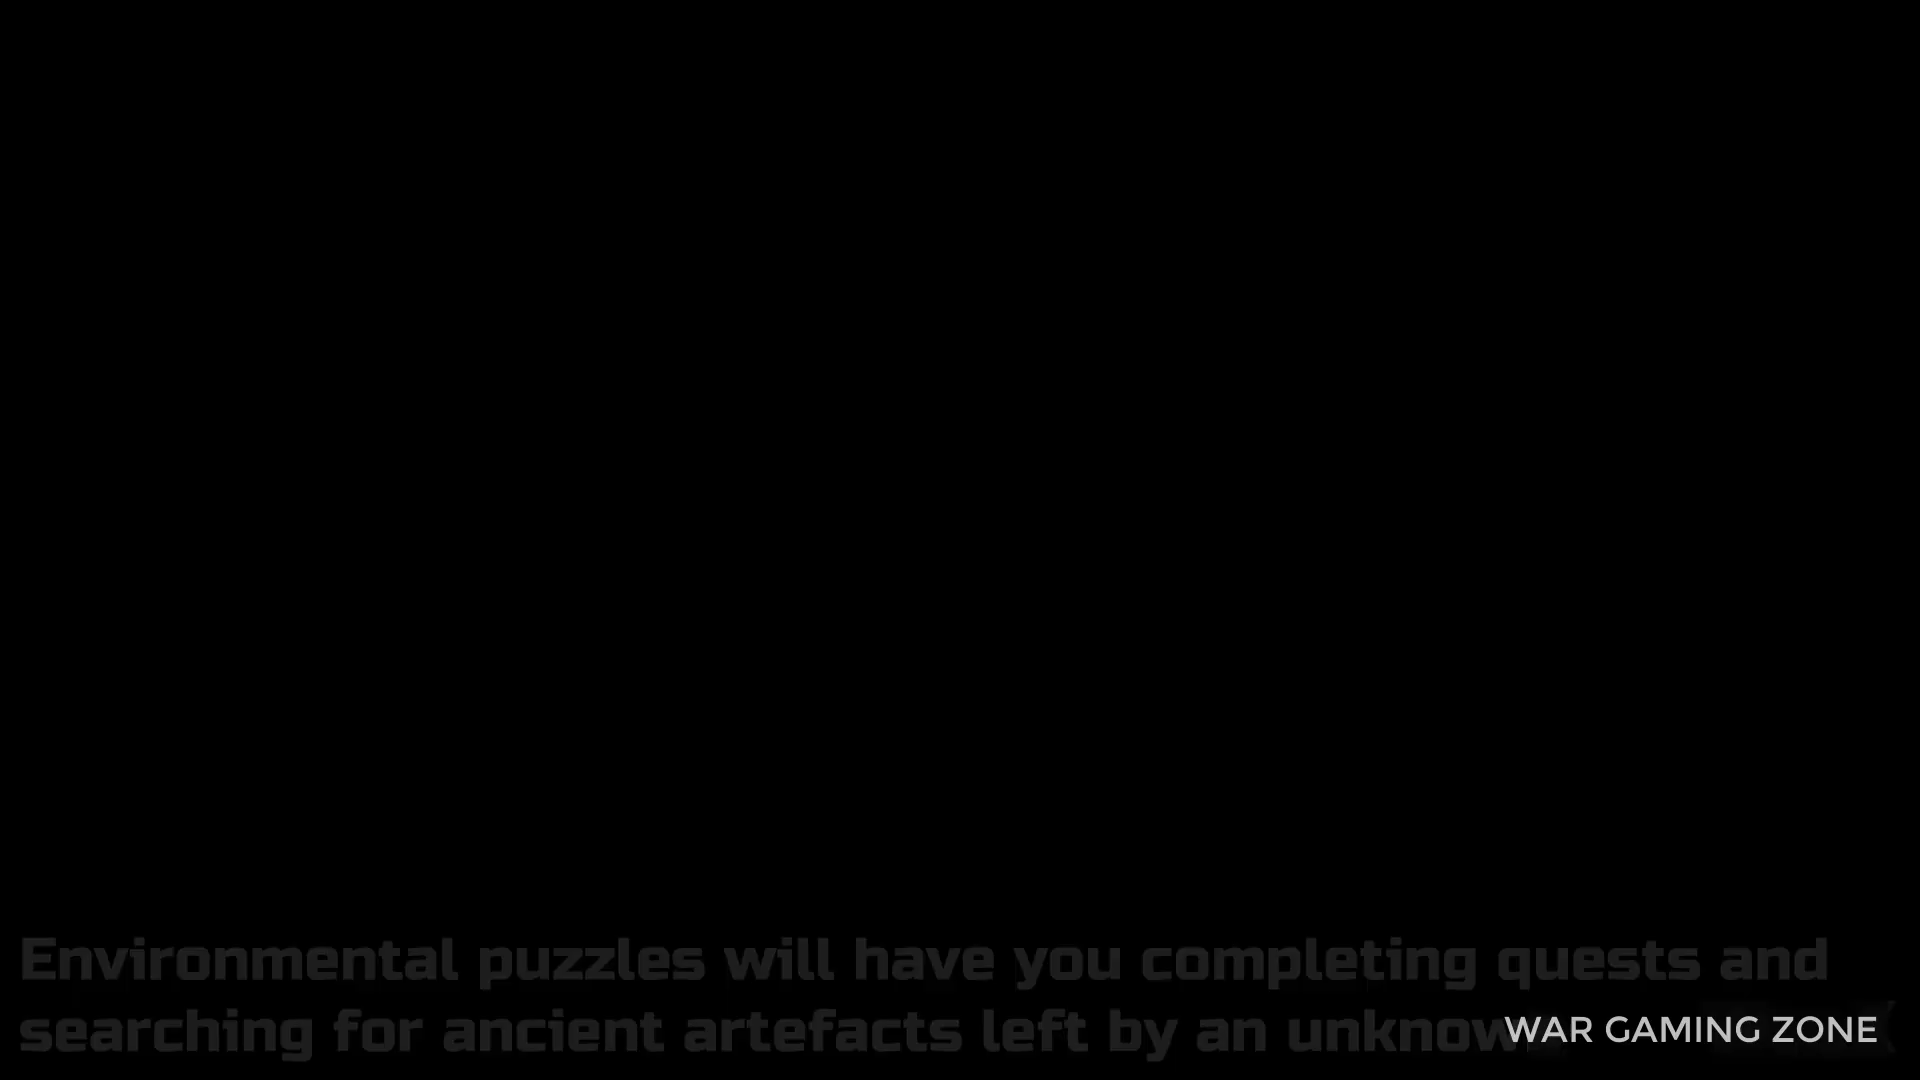 Environmental puzzles will have you completing quests and
searching for ancient artefacts left by an
WAR GAMING ZONE